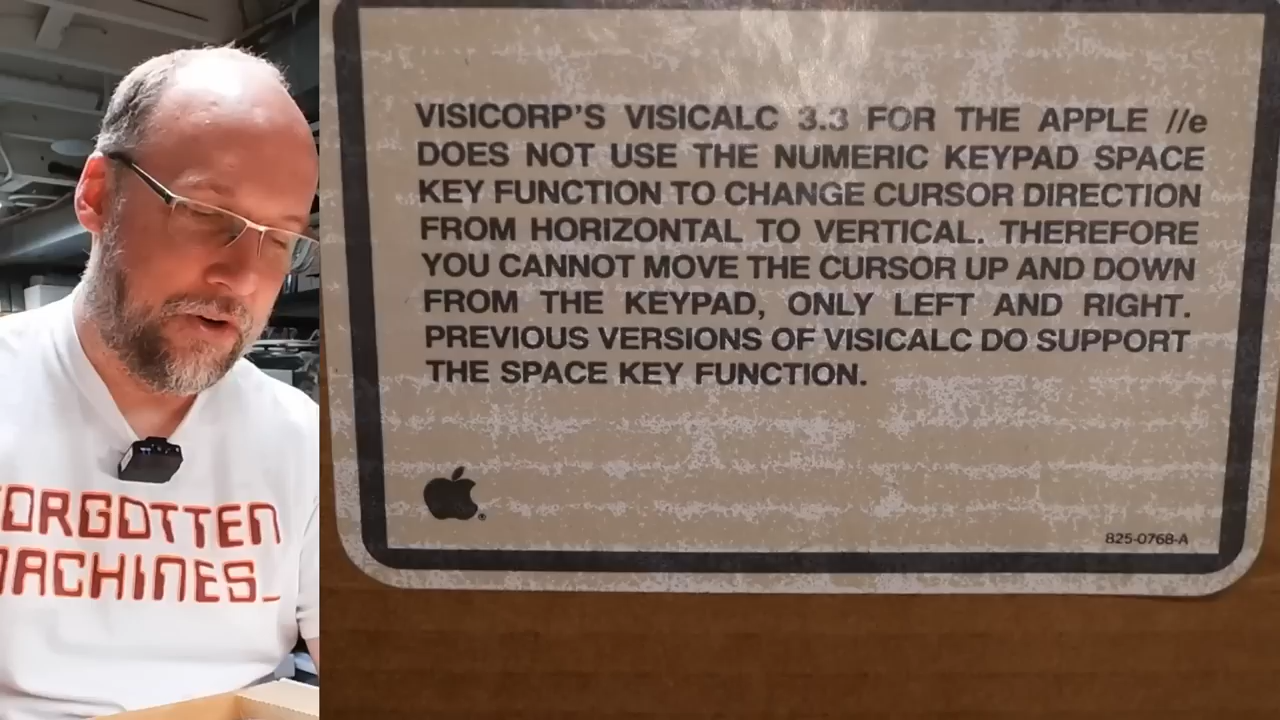 FORGOTTEN
MACHINES_
VISICORP'S VISICALC 3.3 FOR THE APPLE //e
DOES NOT USE THE NUMERIC KEYPAD SPACE
KEY FUNCTION TO CHANGE CURSOR DIRECTION
FROM HORIZONTAL TO VERTICAL. THEREFORE
YOU CANNOT MOVE THE CURSOR UP AND DOWN
FROM THE KEYPAD, ONLY LEFT AND RIGHT.
PREVIOUS VERSIONS OF VISICALC DO SUPPORT
THE SPACE KEY FUNCTION.
825-0768-A